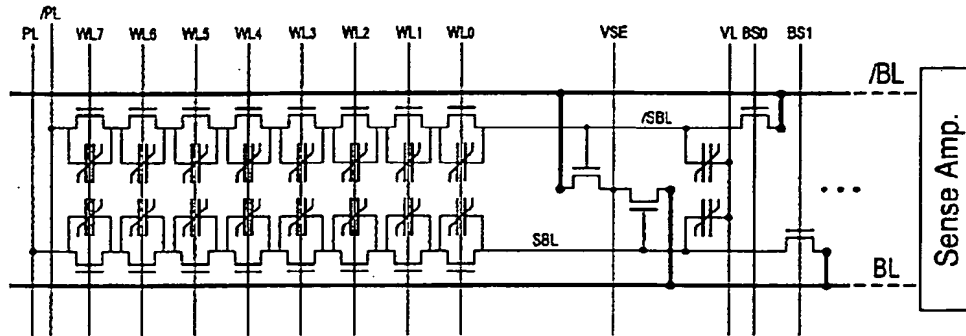 /PL
PL WL7 WL6 WL5 WL4 WL3 WL2 WL1 WL0 VSE VL BS0 BS1
/BL
/SBL
SBL
BL
Sense Amp.